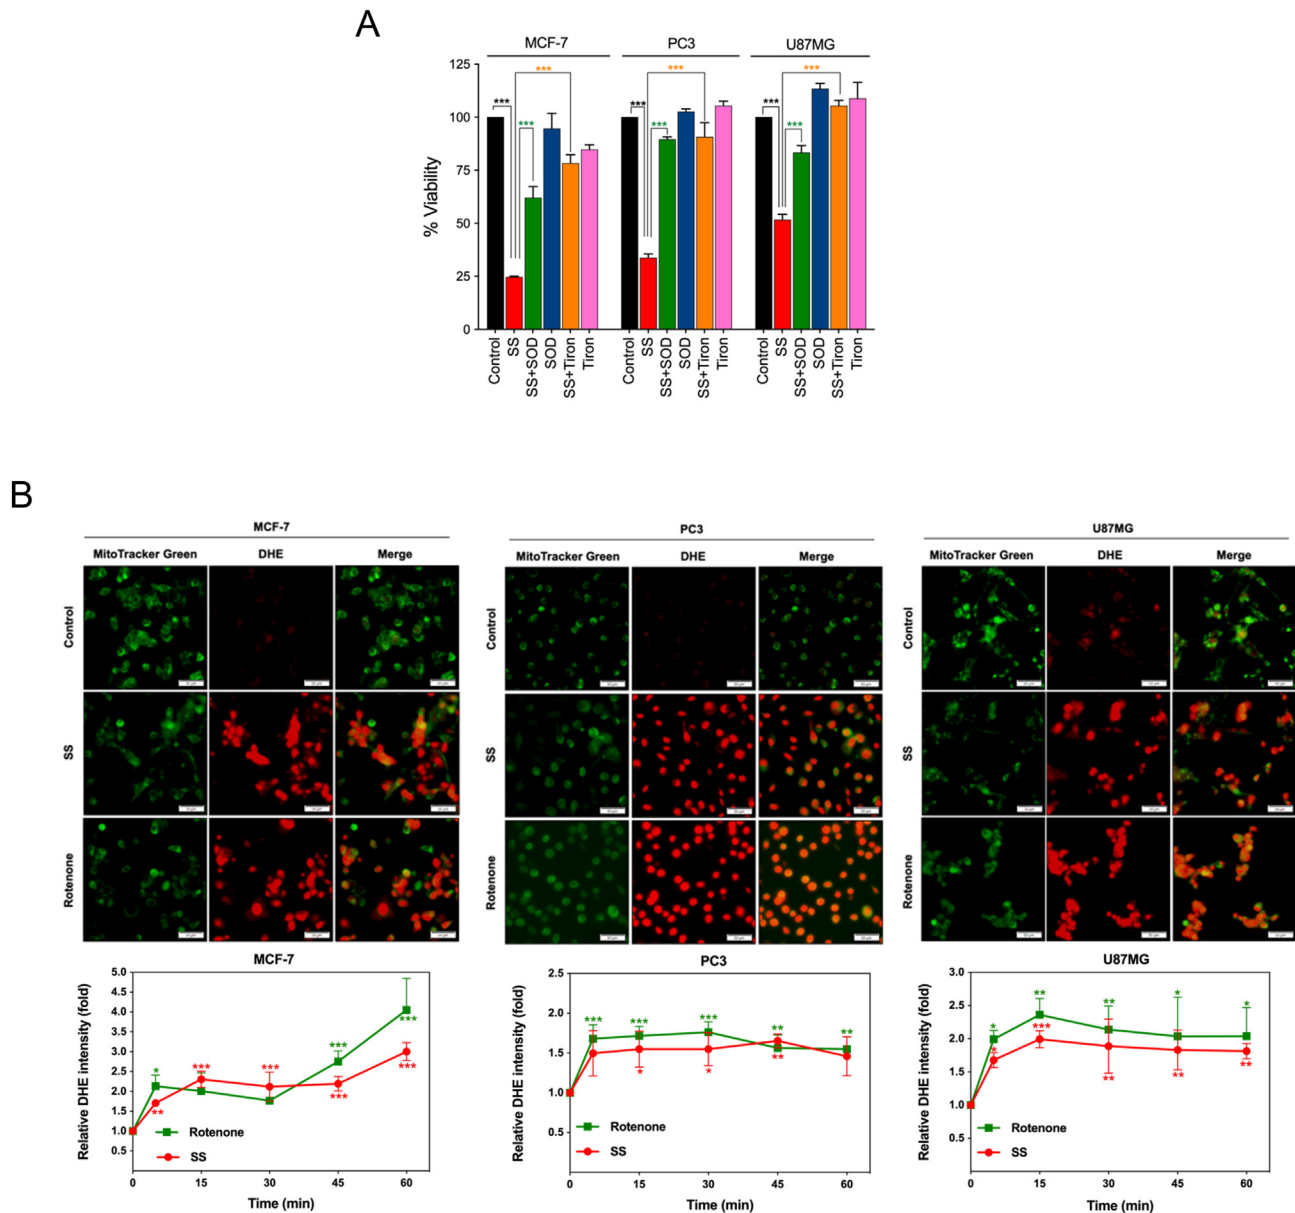 A
MCF-7 PC3 U87MG
*** *** ***
*** *** ***
*** *** ***
% Viability
125
100
75
50
25
0
Control SS SS+SOD SOD SS+Tiron Tiron
Control SS SS+SOD SOD SS+Tiron Tiron
Control SS SS+SOD SOD SS+Tiron Tiron
B
MCF-7
MitoTracker Green DHE Merge
Control
SS
Rotenone
PC3
MitoTracker Green DHE Merge
Control
SS
Rotenone
U87MG
MitoTracker Green DHE Merge
Control
SS
Rotenone
MCF-7
Relative DHE intensity (fold)
5.0
4.5
4.0
3.5
3.0
2.5
2.0
1.5
1.0
0.5
* *** *** *** ***
** *** ***
Rotenone
SS
0 15 30 45 60
Time (min)
PC3
Relative DHE intensity (fold)
2.5
2.0
1.5
1.0
0.5
*** *** *** ** **
* * **
Rotenone
SS
0 15 30 45 60
Time (min)
U87MG
Relative DHE intensity (fold)
3.0
2.5
2.0
1.5
1.0
0.5
* ** ** * *
* *** ** ** **
Rotenone
SS
0 15 30 45 60
Time (min)